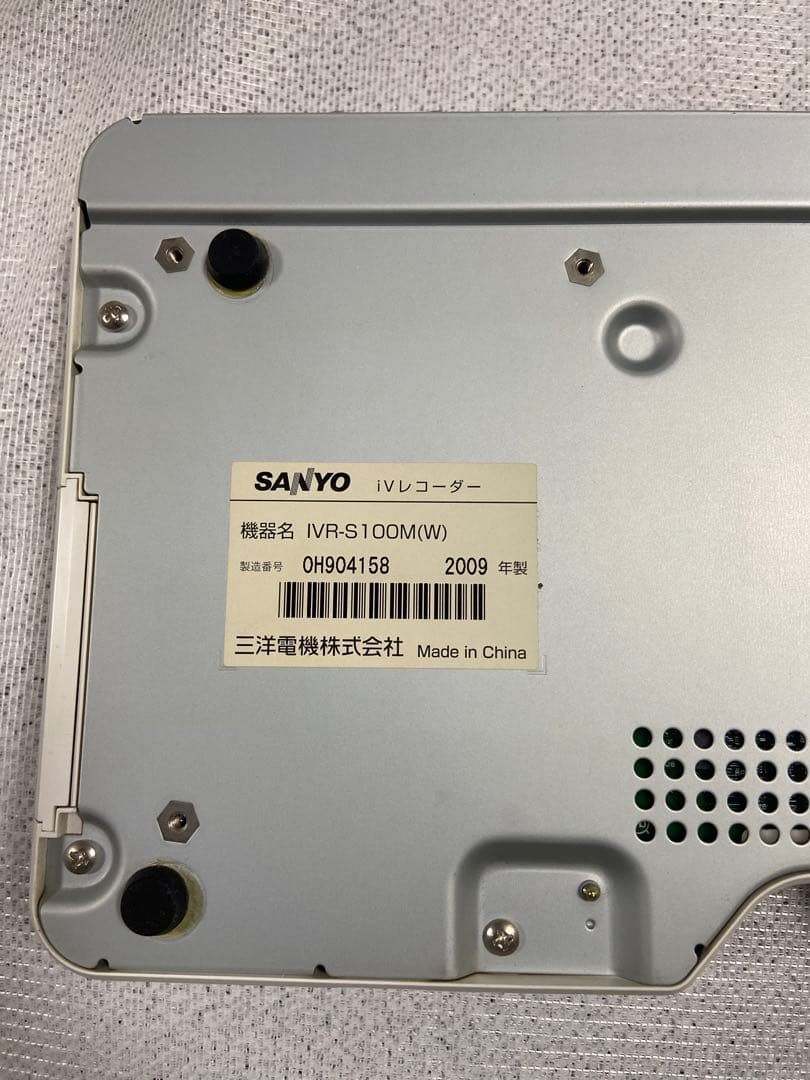 SANYO iVレコーダー
機器名 IVR-S100M(W)
製造番号 0H904158 2009 年製
三洋電機株式会社 Made in China